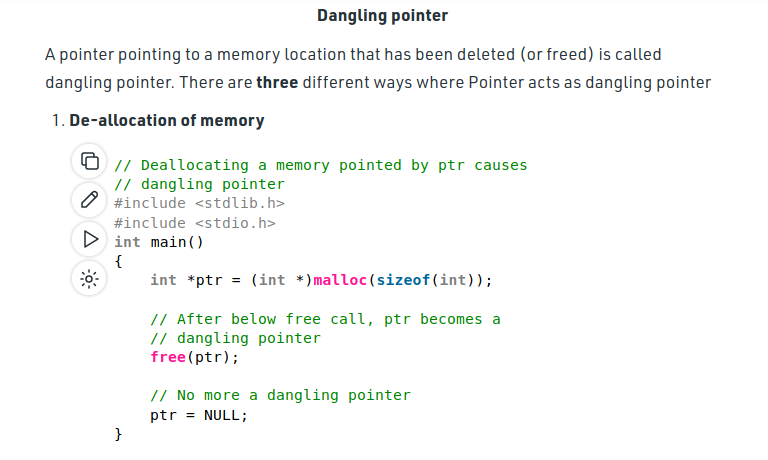 Dangling pointer
A pointer pointing to a memory location that has been deleted (or freed) is called
dangling pointer. There are three different ways where Pointer acts as dangling pointer
1. De-allocation of memory
// Deallocating a memory pointed by ptr causes
// dangling pointer
#include <stdlib.h>
#include <stdio.h>
int main()
{
    int *ptr = (int *)malloc(sizeof(int));
    // After below free call, ptr becomes a
    // dangling pointer
    free(ptr);
    // No more a dangling pointer
    ptr = NULL;
}